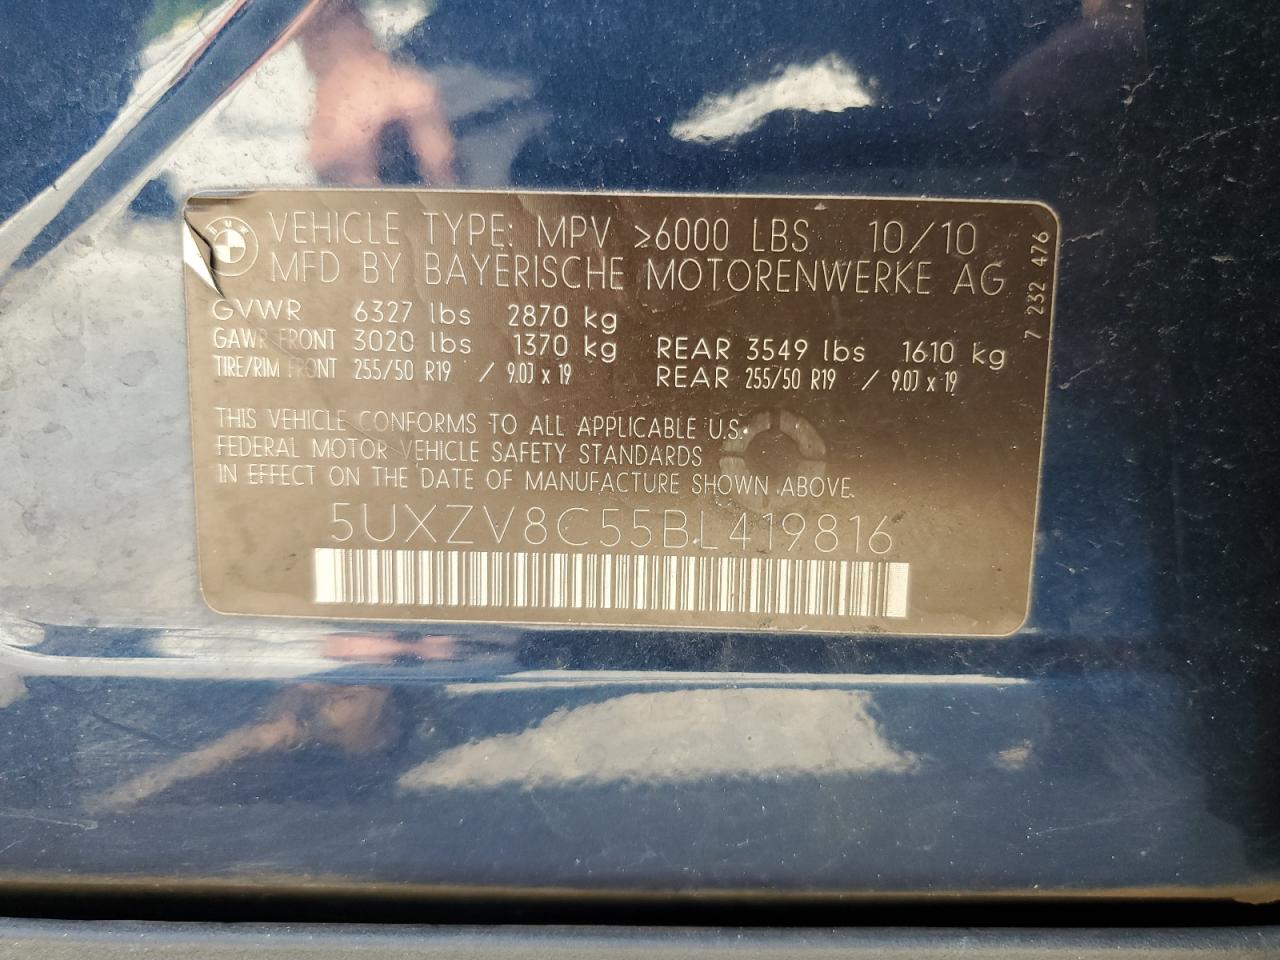 BMW
VEHICLE TYPE: MPV >6000 LBS 10/10
MFD BY BAYERISCHE MOTORENWERKE AG
GVWR 6327 lbs 2870 kg
GAWR FRONT 3020 lbs 1370 kg REAR 3549 lbs 1610 kg
TIRE/RIM FRONT 255/50 R19 / 9.0J x 19 REAR 255/50 R19 / 9.0J x 19
THIS VEHICLE CONFORMS TO ALL APPLICABLE U.S.
FEDERAL MOTOR VEHICLE SAFETY STANDARDS
IN EFFECT ON THE DATE OF MANUFACTURE SHOWN ABOVE.
5UXZV8C55BL419816
7 232 476